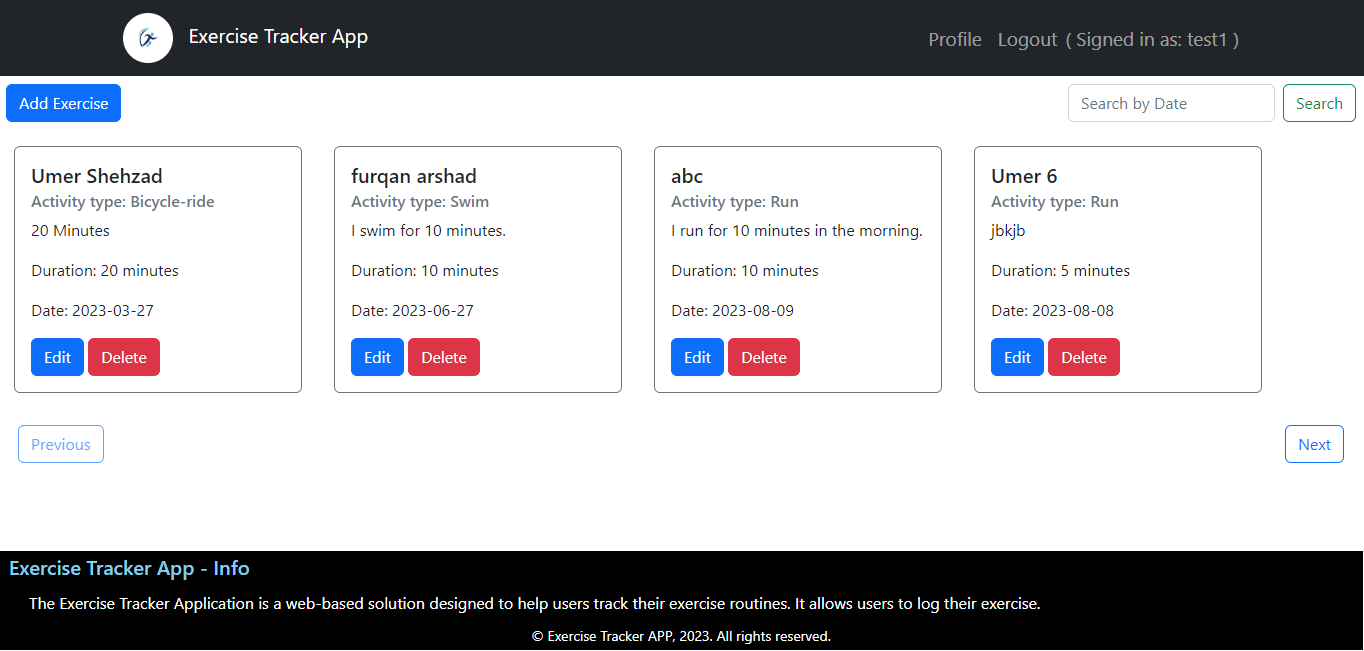 Exercise Tracker App
Profile Logout ( Signed in as: test1 )
Add Exercise
Search by Date
Search
Umer Shehzad
Activity type: Bicycle-ride
20 Minutes
Duration: 20 minutes
Date: 2023-03-27
Edit Delete
furqan arshad
Activity type: Swim
I swim for 10 minutes.
Duration: 10 minutes
Date: 2023-06-27
Edit Delete
abc
Activity type: Run
I run for 10 minutes in the morning.
Duration: 10 minutes
Date: 2023-08-09
Edit Delete
Umer 6
Activity type: Run
jbkjb
Duration: 5 minutes
Date: 2023-08-08
Edit Delete
Previous
Next
Exercise Tracker App - Info
The Exercise Tracker Application is a web-based solution designed to help users track their exercise routines. It allows users to log their exercise.
© Exercise Tracker APP, 2023. All rights reserved.